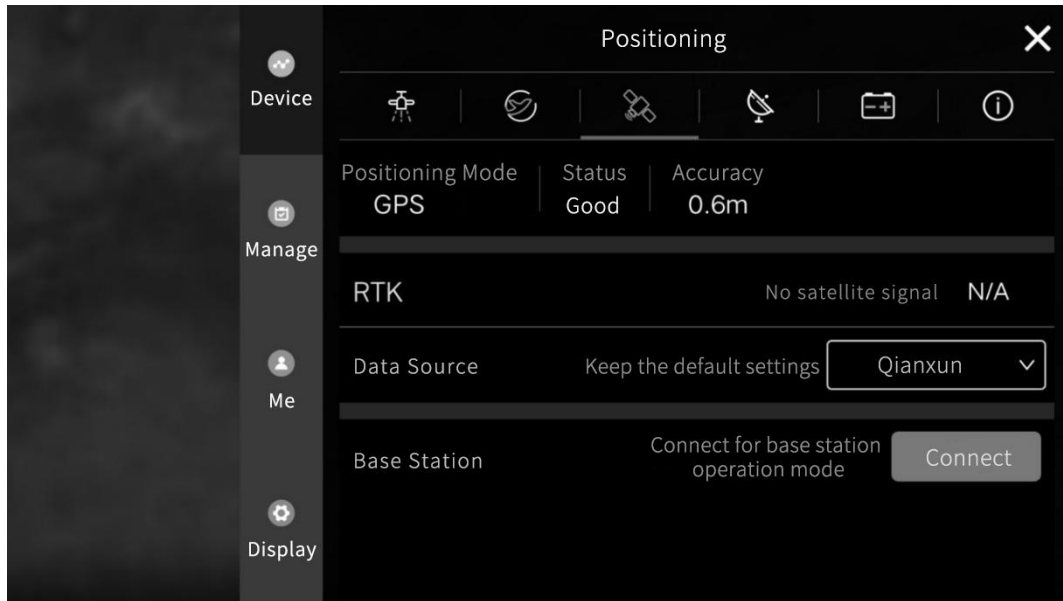 Positioning
Device
Positioning Mode Status Accuracy
GPS Good 0.6m
Manage
RTK No satellite signal N/A
Data Source Keep the default settings Qianxun
Me
Connect for base station
Base Station operation mode Connect
Display